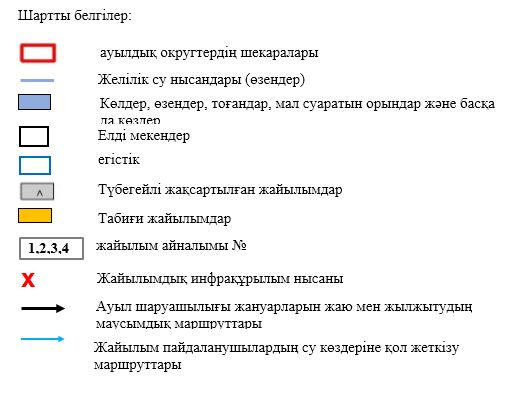 Шартты белгілер:
ауылдық округтердің шекаралары
Желілік су нысандары (өзендер)
Көлдер, өзендер, тоғандар, мал суаратын орындар және басқа
да көздер
Елді мекендер
егістік
^
Түбегейлі жақсартылған жайылымдар
Табиғи жайылымдар
1,2,3,4 жайылым айналымы №
X Жайылымдық инфрақұрылым нысаны
Ауыл шаруашылығы жануарларын жаю мен жылжытудың
маусымдық маршруттары
Жайылым пайдаланушылардың су көздеріне қол жеткізу
маршруттары